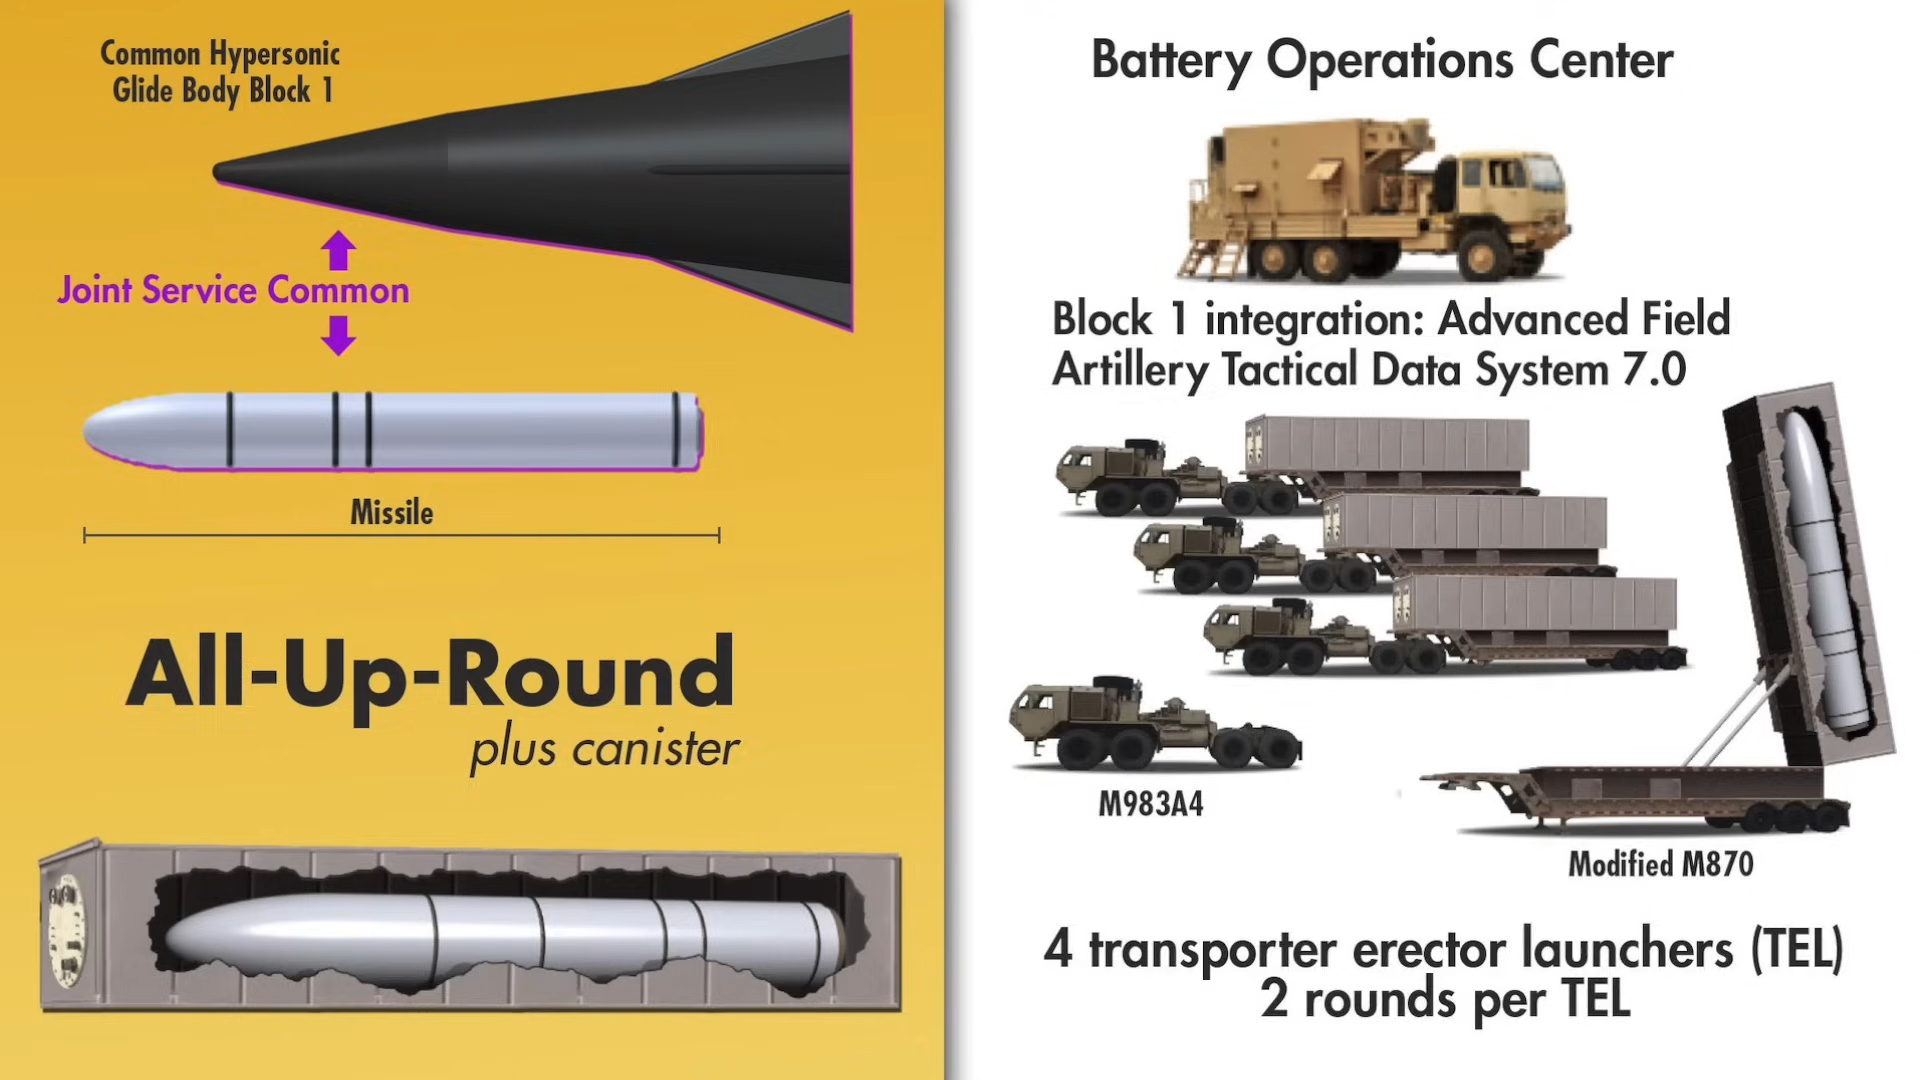 Common Hypersonic
Glide Body Block 1
Joint Service Common
Missile
All-Up-Round
plus canister
Battery Operations Center
Block 1 integration: Advanced Field
Artillery Tactical Data System 7.0
M983A4
Modified M870
4 transporter erector launchers (TEL)
2 rounds per TEL